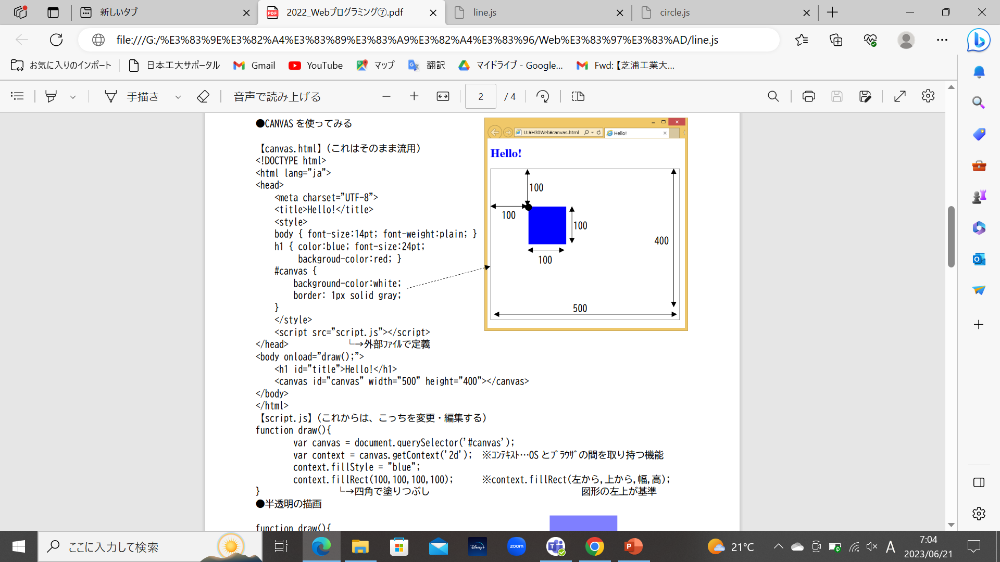 新しいタブ
2022_Webプログラミング⑦.pdf
line.js
circle.js
file:///G:/%E3%83%9E%E3%82%A4%E3%83%89%E3%83%A9%E3%82%A4%E3%83%96/Web%E3%83%97%E3%83%AD/line.js
お気に入りのインポート
日本工大サポータル
Gmail
YouTube
マップ
翻訳
マイドライブ - Google...
Fwd:【芝浦工業大...
手描き
音声で読み上げる
2 / 4
●CANVAS を使ってみる
【canvas.html】（これはそのまま流用）
<!DOCTYPE html>
<html lang=”ja”>
<head>
<meta charset=”UTF-8”>
<title>Hello!</title>
<style>
body { font-size:14pt; font-weight:plain; }
h1 { color:blue; font-size:24pt;
backgroud-color:red; }
#canvas {
background-color:white;
border: 1px solid gray;
}
</style>
<script src=”script.js”></script>
</head> └→外部ﾌｧｲﾙで定義
<body onload=”draw();”>
<h1 id=”title”>Hello!</h1>
<canvas id=”canvas” width=”500” height=”400”></canvas>
</body>
</html>
U:¥H30Web¥canvas.html
Hello!
Hello!
100
100
100
100
400
500
【script.js】（これからは、こっちを変更・編集する）
function draw(){
var canvas = document.querySelector(’#canvas’);
var context = canvas.getContext(’2d’); ※ｺﾝﾃｷｽﾄ…OS とﾌﾞﾗｳｻﾞの間を取り持つ機能
context.fillStyle = ”blue”;
context.fillRect(100,100,100,100); ※context.fillRect(左から,上から,幅,高);
} └→四角で塗りつぶし 図形の左上が基準
●半透明の描画
function draw(){
ここに入力して検索
Disney+
zoom
21°C
A
7:04
2023/06/21